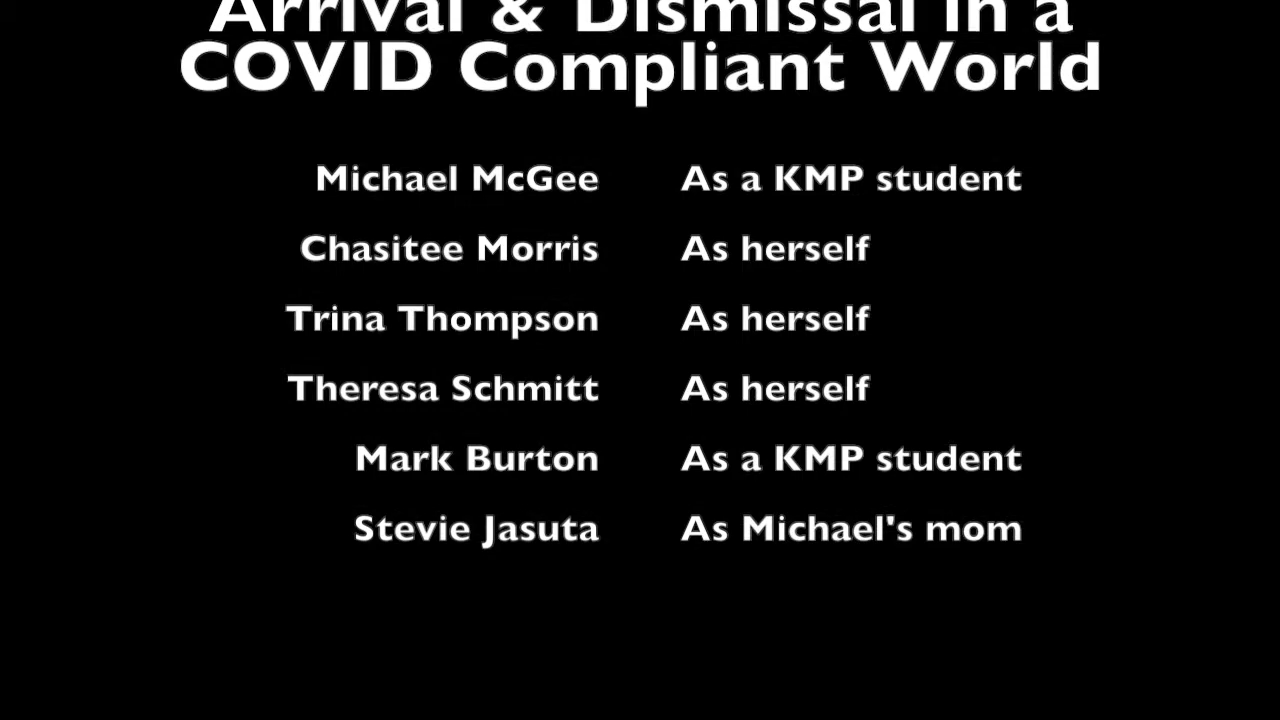 Arrival & Dismissal in a
COVID Compliant World
Michael McGee As a KMP student
Chasitee Morris As herself
Trina Thompson As herself
Theresa Schmitt As herself
Mark Burton As a KMP student
Stevie Jasuta As Michael's mom